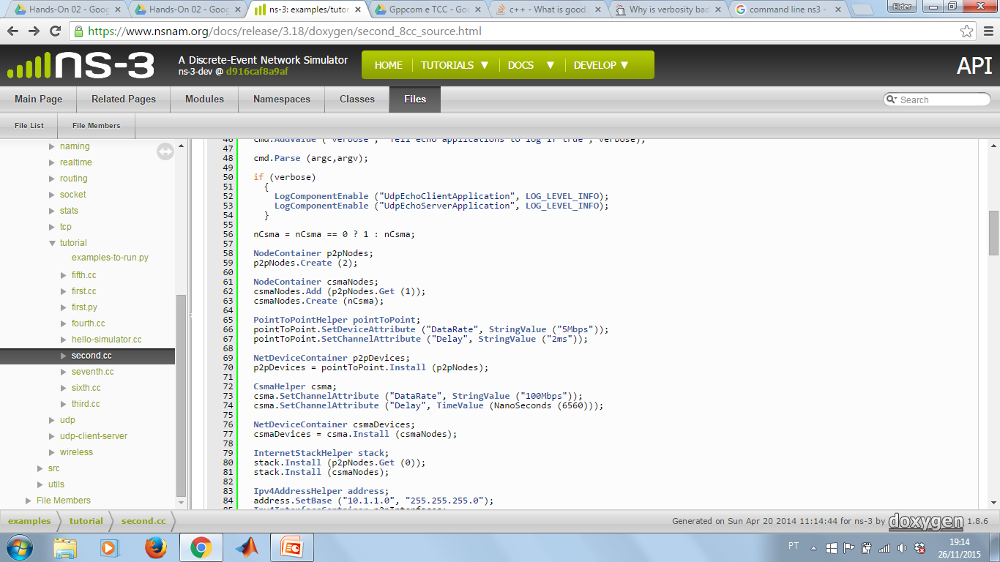 Hands-On 02 - Goog
Hands-On 02 - Goog
ns-3: examples/tutor
Gppcom e TCC - Goo
c++ - What is good
Why is verbosity bad
command line ns3 -
Elder
https://www.nsnam.org/docs/release/3.18/doxygen/second_8cc_source.html
NS-3
A Discrete-Event Network Simulator
ns-3-dev @ d916caf8a9af
HOME
TUTORIALS ▼
DOCS ▼
DEVELOP ▼
API
Main Page
Related Pages
Modules
Namespaces
Classes
Files
Search
File List
File Members
naming
realtime
routing
socket
stats
tcp
tutorial
examples-to-run.py
fifth.cc
first.cc
first.py
fourth.cc
hello-simulator.cc
second.cc
seventh.cc
sixth.cc
third.cc
udp
udp-client-server
wireless
src
utils
File Members
46 cmd.AddValue ("verbose", "Tell echo applications to log if true", verbose);
47
48 cmd.Parse (argc,argv);
49
50 if (verbose)
51 {
52 LogComponentEnable ("UdpEchoClientApplication", LOG_LEVEL_INFO);
53 LogComponentEnable ("UdpEchoServerApplication", LOG_LEVEL_INFO);
54 }
55
56 nCsma = nCsma == 0 ? 1 : nCsma;
57
58 NodeContainer p2pNodes;
59 p2pNodes.Create (2);
60
61 NodeContainer csmaNodes;
62 csmaNodes.Add (p2pNodes.Get (1));
63 csmaNodes.Create (nCsma);
64
65 PointToPointHelper pointToPoint;
66 pointToPoint.SetDeviceAttribute ("DataRate", StringValue ("5Mbps"));
67 pointToPoint.SetChannelAttribute ("Delay", StringValue ("2ms"));
68
69 NetDeviceContainer p2pDevices;
70 p2pDevices = pointToPoint.Install (p2pNodes);
71
72 CsmaHelper csma;
73 csma.SetChannelAttribute ("DataRate", StringValue ("100Mbps"));
74 csma.SetChannelAttribute ("Delay", TimeValue (NanoSeconds (6560)));
75
76 NetDeviceContainer csmaDevices;
77 csmaDevices = csma.Install (csmaNodes);
78
79 InternetStackHelper stack;
80 stack.Install (p2pNodes.Get (0));
81 stack.Install (csmaNodes);
82
83 Ipv4AddressHelper address;
84 address.SetBase ("10.1.1.0", "255.255.255.0");
85 Ipv4InterfaceContainer p2pInterfaces;
examples
tutorial
second.cc
Generated on Sun Apr 20 2014 11:14:44 for ns-3 by doxygen 1.8.6
PT
19:14
26/11/2015